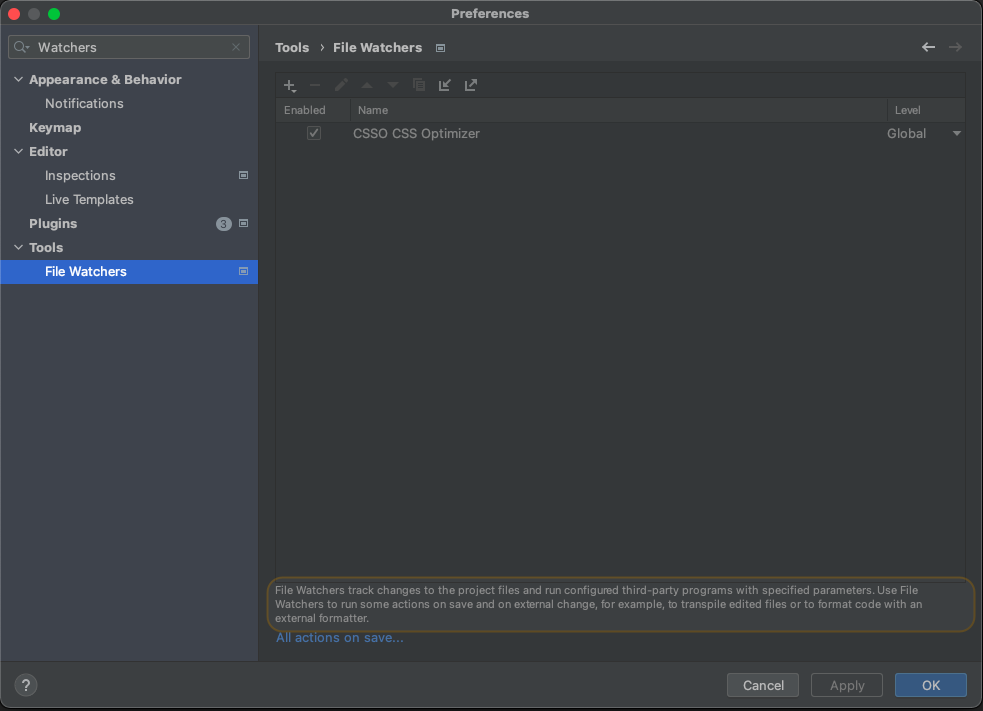 Preferences
Watchers
Appearance & Behavior
Notifications
Keymap
Editor
Inspections
Live Templates
Plugins 3
Tools
File Watchers
Tools › File Watchers
Enabled Name Level
CSSO CSS Optimizer Global
File Watchers track changes to the project files and run configured third-party programs with specified parameters. Use File
Watchers to run some actions on save and on external change, for example, to transpile edited files or to format code with an
external formatter.
All actions on save...
? Cancel Apply OK